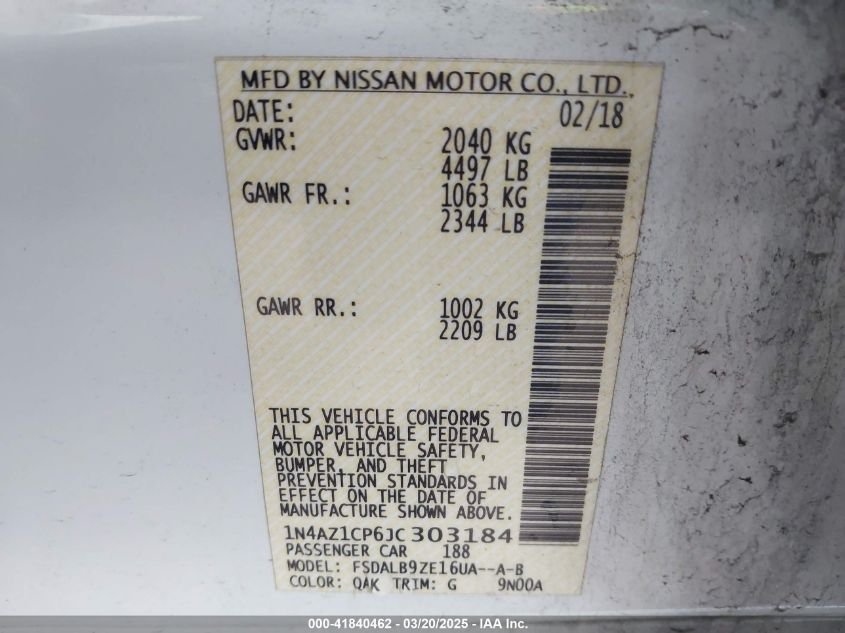 MFD BY NISSAN MOTOR CO., LTD.,
DATE: 02/18
GVWR: 2040 KG
4497 LB
GAWR FR.: 1063 KG
2344 LB
GAWR RR.: 1002 KG
2209 LB
THIS VEHICLE CONFORMS TO
ALL APPLICABLE FEDERAL
MOTOR VEHICLE SAFETY,
BUMPER, AND THEFT
PREVENTION STANDARDS IN
EFFECT ON THE DATE OF
MANUFACTURE SHOWN ABOVE.
1N4AZ1CP6JC303184
PASSENGER CAR 188
MODEL: FSDALB9ZE16UA--A-B
COLOR: QAK TRIM: G 9N00A
000-41840462 - 03/20/2025 - IAA Inc.